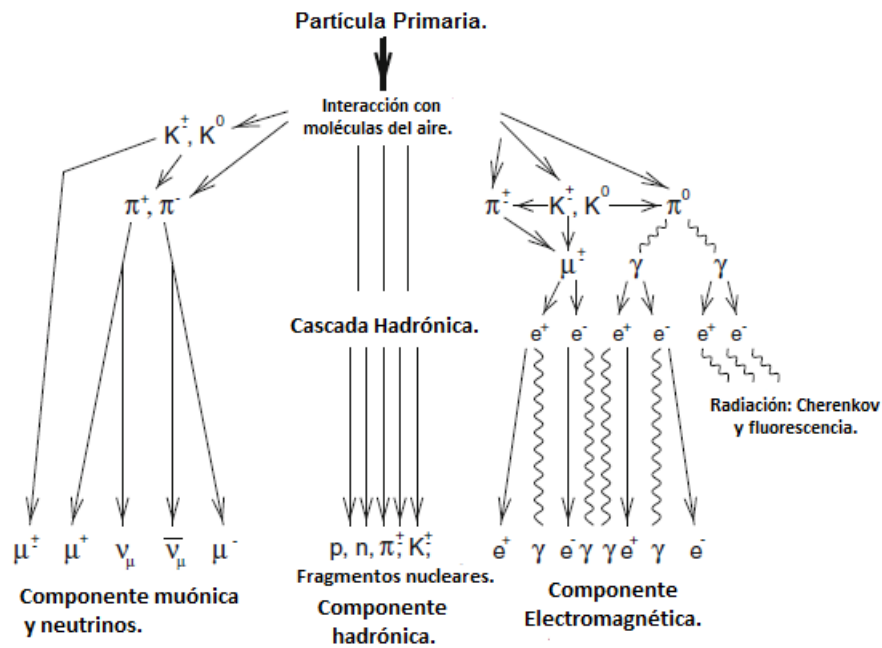 Partícula Primaria.
Interacción con
moléculas del aire.
K±, K⁰
π⁺, π⁻
π± K±, K⁰ π⁰
μ± γ γ
Cascada Hadrónica.
e⁺ e⁻ e⁺ e⁻ e⁺ e⁻
Radiación: Cherenkov
y fluorescencia.
μ± μ⁺ νμ ν̅μ μ⁻
p, n, π±, K±,
e⁺ γ e⁻ γ γ e⁺ γ e⁻
Fragmentos nucleares.
Componente muónica
y neutrinos.
Componente
hadrónica.
Componente
Electromagnética.